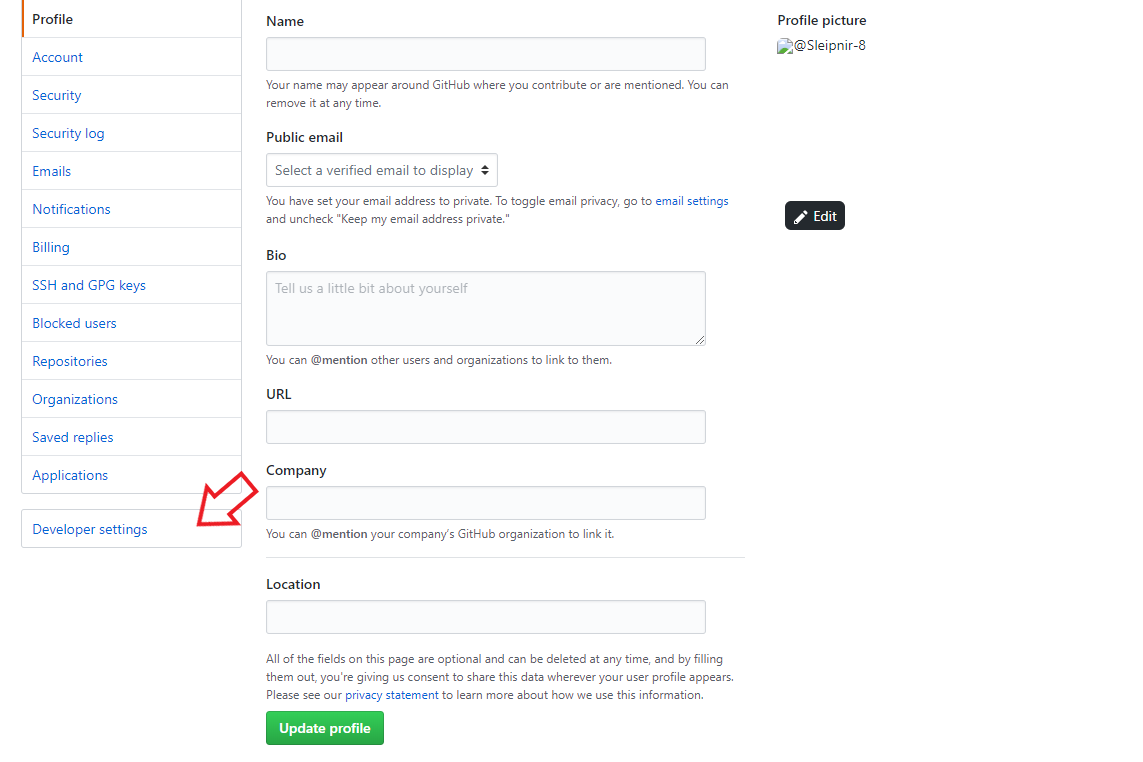 Profile
Account
Security
Security log
Emails
Notifications
Billing
SSH and GPG keys
Blocked users
Repositories
Organizations
Saved replies
Applications
Developer settings
Name
Your name may appear around GitHub where you contribute or are mentioned. You can
remove it at any time.
Public email
Select a verified email to display
You have set your email address to private. To toggle email privacy, go to email settings
and uncheck "Keep my email address private."
Bio
Tell us a little bit about yourself
You can @mention other users and organizations to link to them.
URL
Company
You can @mention your company's GitHub organization to link it.
Location
All of the fields on this page are optional and can be deleted at any time, and by filling
them out, you're giving us consent to share this data wherever your user profile appears.
Please see our privacy statement to learn more about how we use this information.
Update profile
Profile picture
@Sleipnir-8
Edit